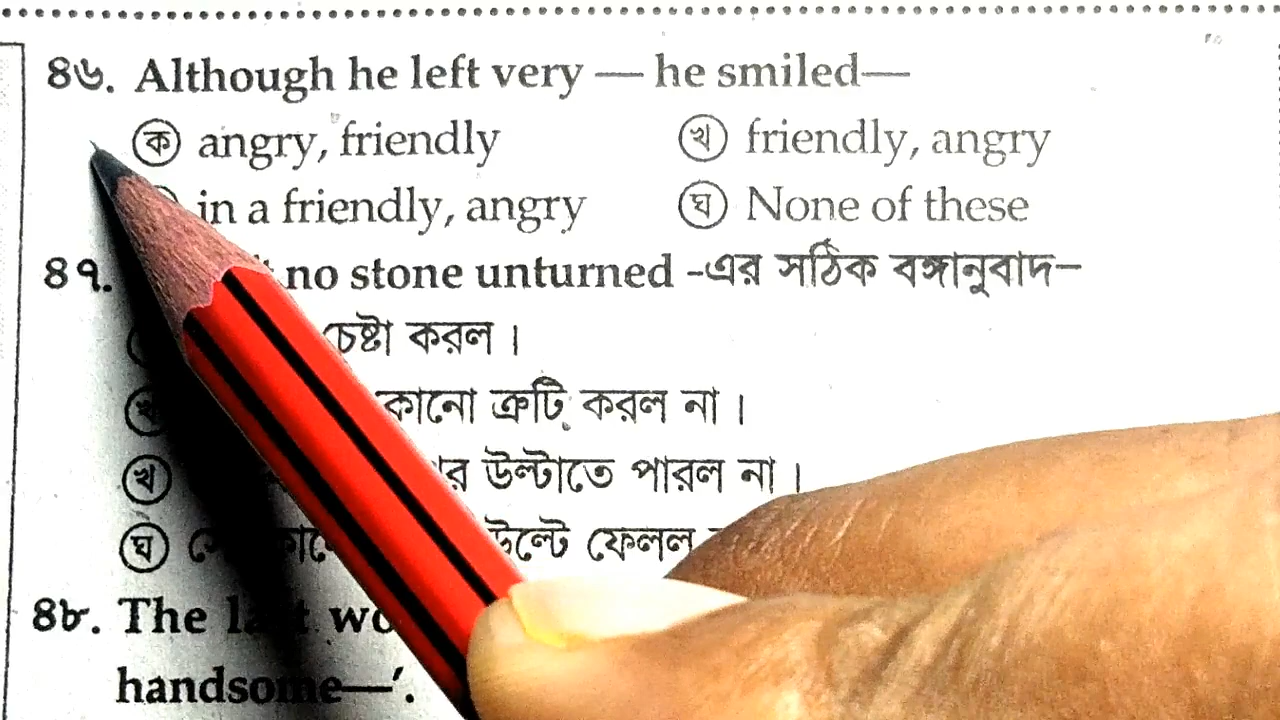 ৪৬. Although he left very — he smiled—
ক angry, friendly খ friendly, angry
in a friendly, angry ঘ None of these
৪৭. no stone unturned -এর সঠিক বঙ্গানুবাদ–
চেষ্টা করল।
খ কোনো ত্রুটি করল না।
খ উল্টাতে পারল না।
ঘ উল্টে ফেলল
৪৮. The
handsome—’.